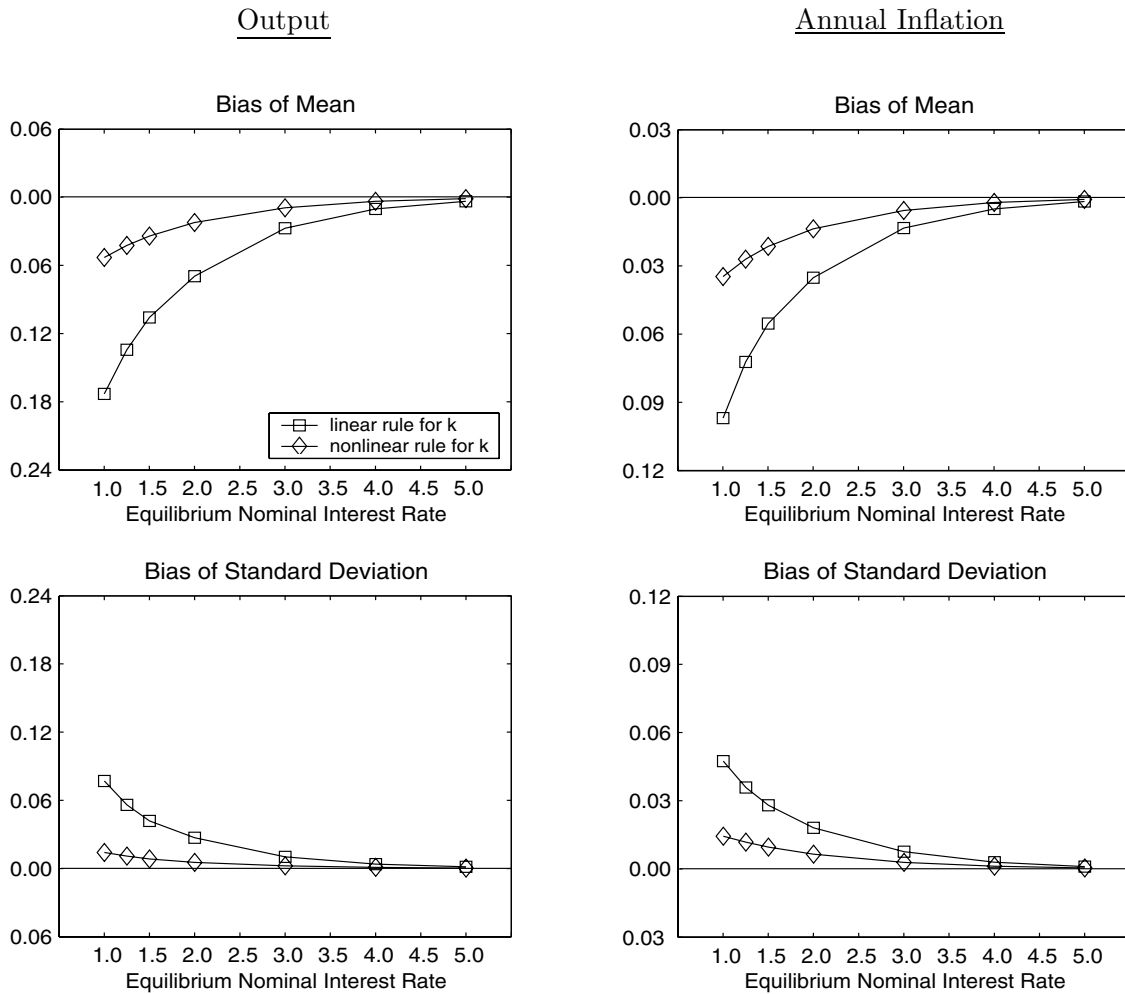 Output
Annual Inflation
Bias of Mean
0.06
0.00
0.06
0.12
0.18
0.24
linear rule for k
nonlinear rule for k
1.0 1.5 2.0 2.5 3.0 3.5 4.0 4.5 5.0
Equilibrium Nominal Interest Rate
Bias of Mean
0.03
0.00
0.03
0.06
0.09
0.12
1.0 1.5 2.0 2.5 3.0 3.5 4.0 4.5 5.0
Equilibrium Nominal Interest Rate
Bias of Standard Deviation
0.24
0.18
0.12
0.06
0.00
0.06
1.0 1.5 2.0 2.5 3.0 3.5 4.0 4.5 5.0
Equilibrium Nominal Interest Rate
Bias of Standard Deviation
0.12
0.09
0.06
0.03
0.00
0.03
1.0 1.5 2.0 2.5 3.0 3.5 4.0 4.5 5.0
Equilibrium Nominal Interest Rate